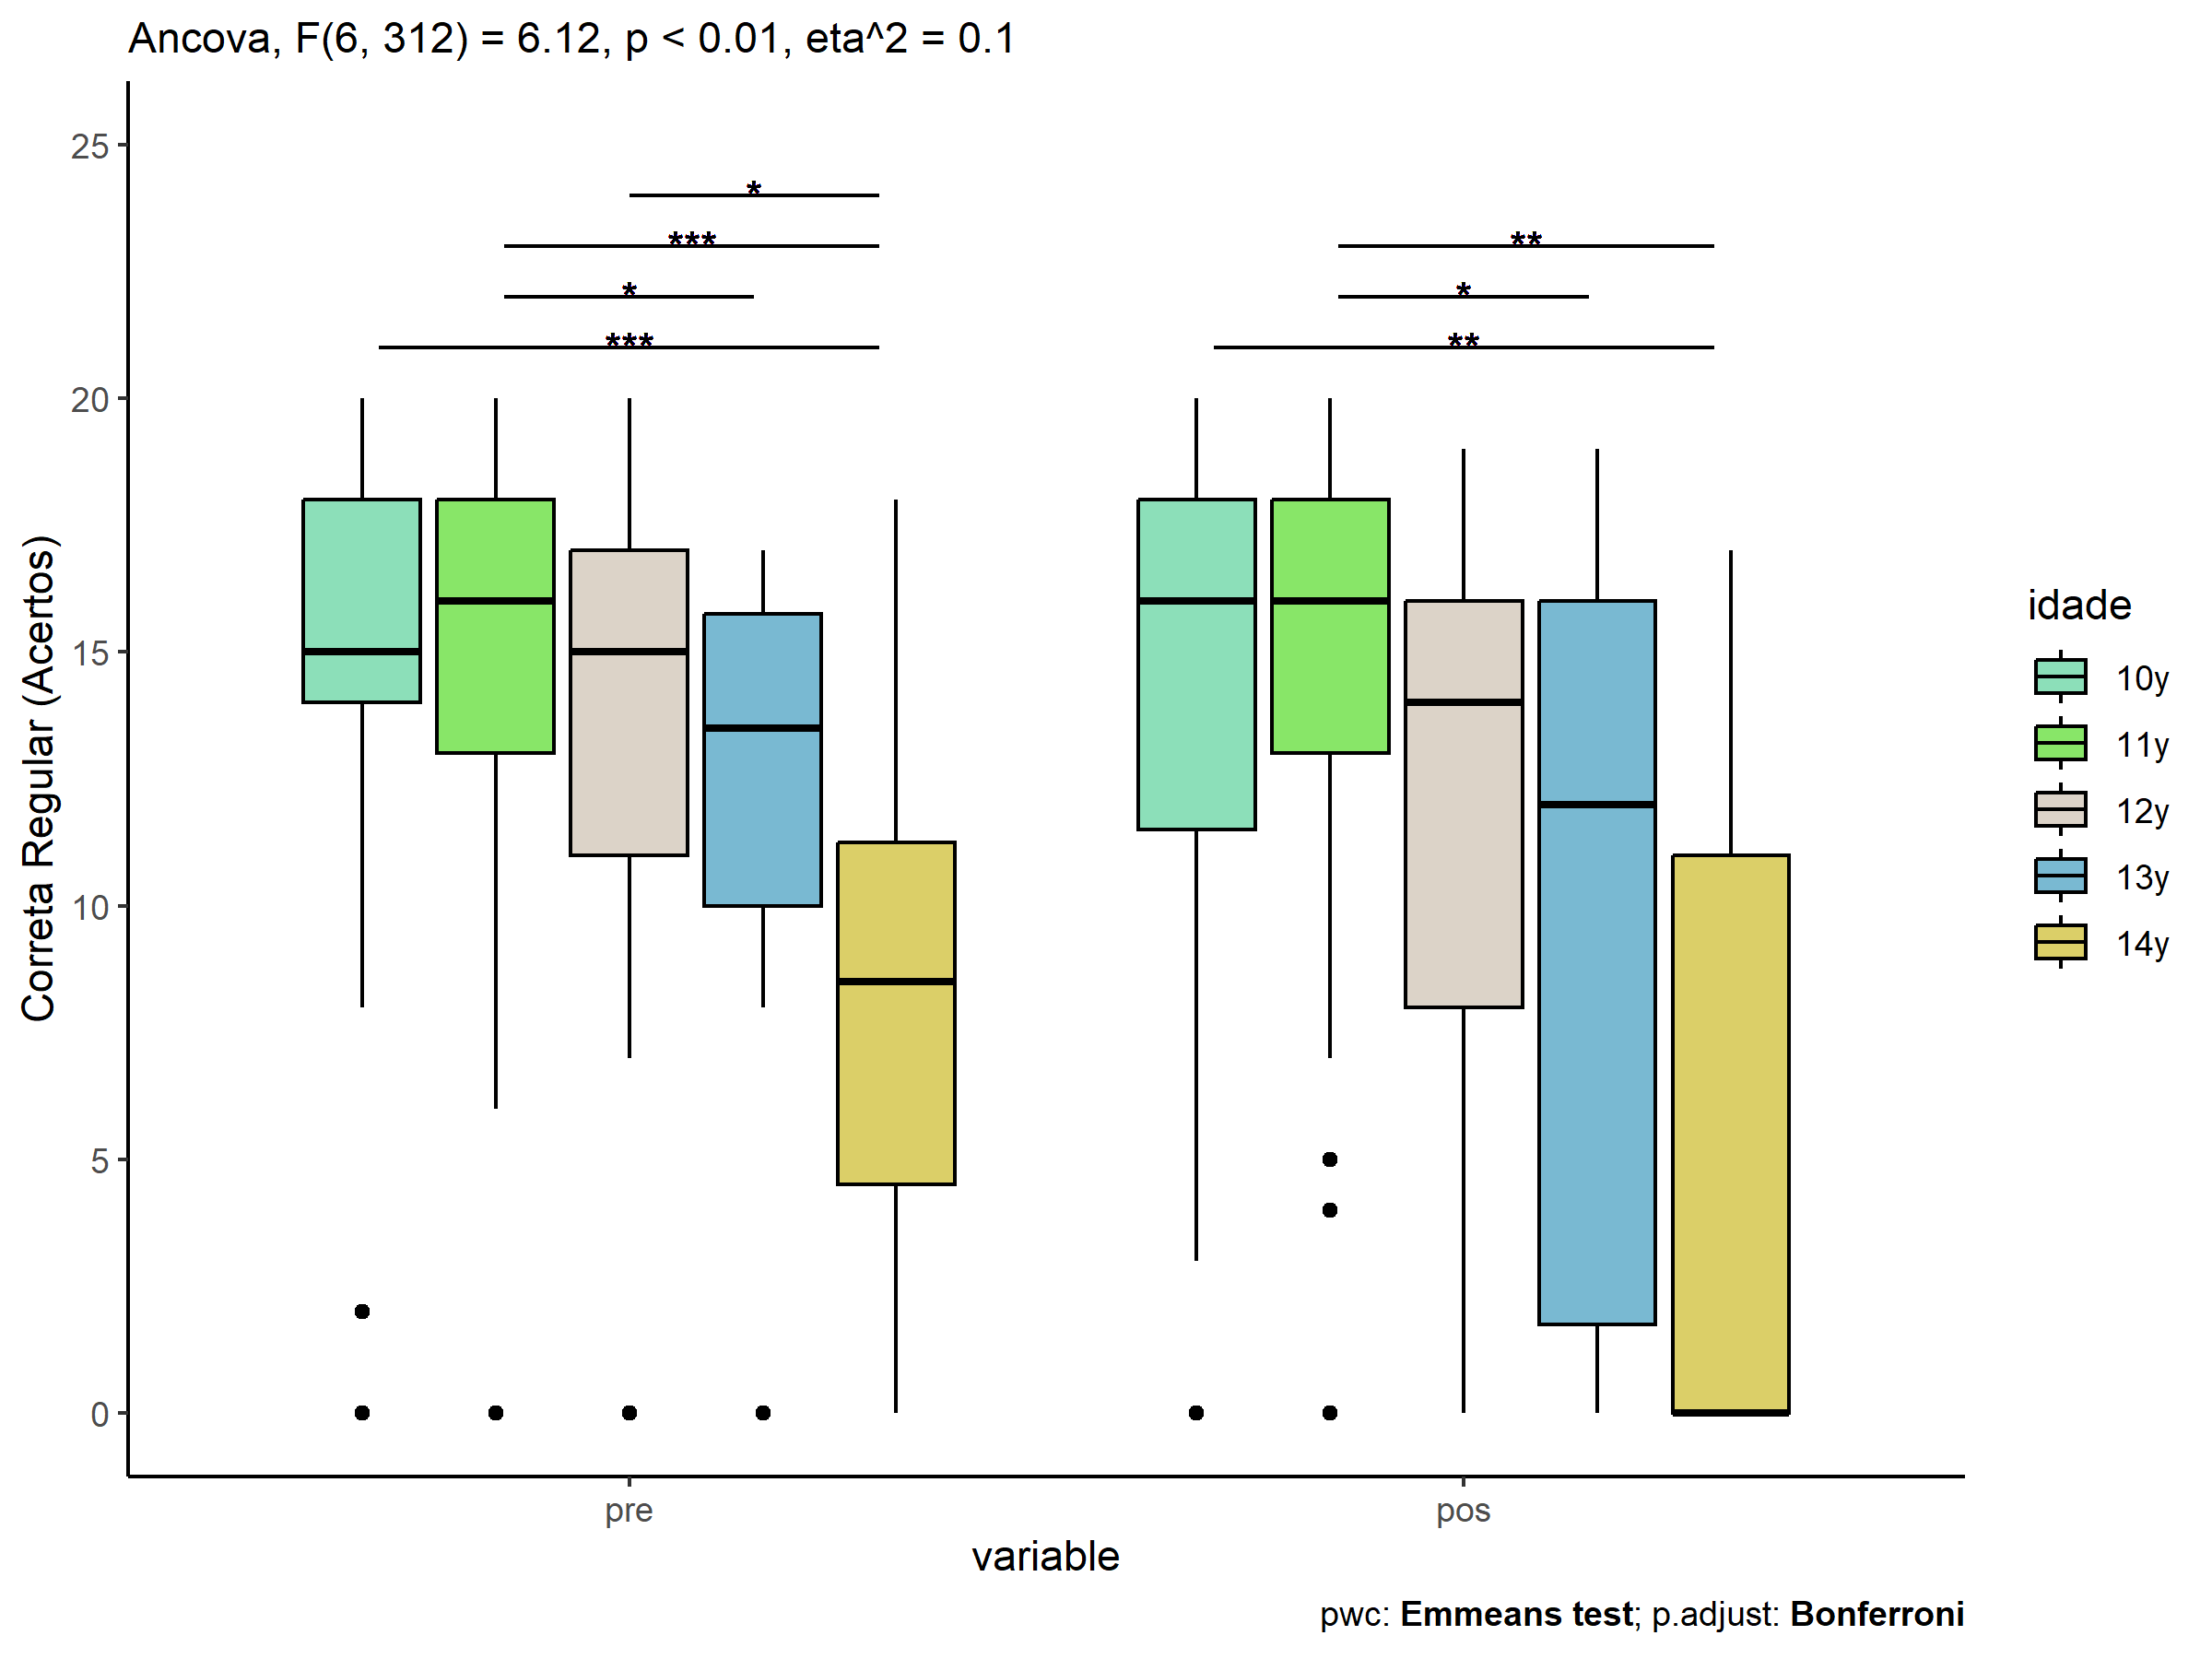 Ancova, F(6, 312) = 6.12, p < 0.01, eta^2 = 0.1
Correta Regular (Acertos)
25
20
15
10
5
0
*
***
*
***
**
*
**
pre
pos
variable
idade
10y
11y
12y
13y
14y
pwc: Emmeans test; p.adjust: Bonferroni